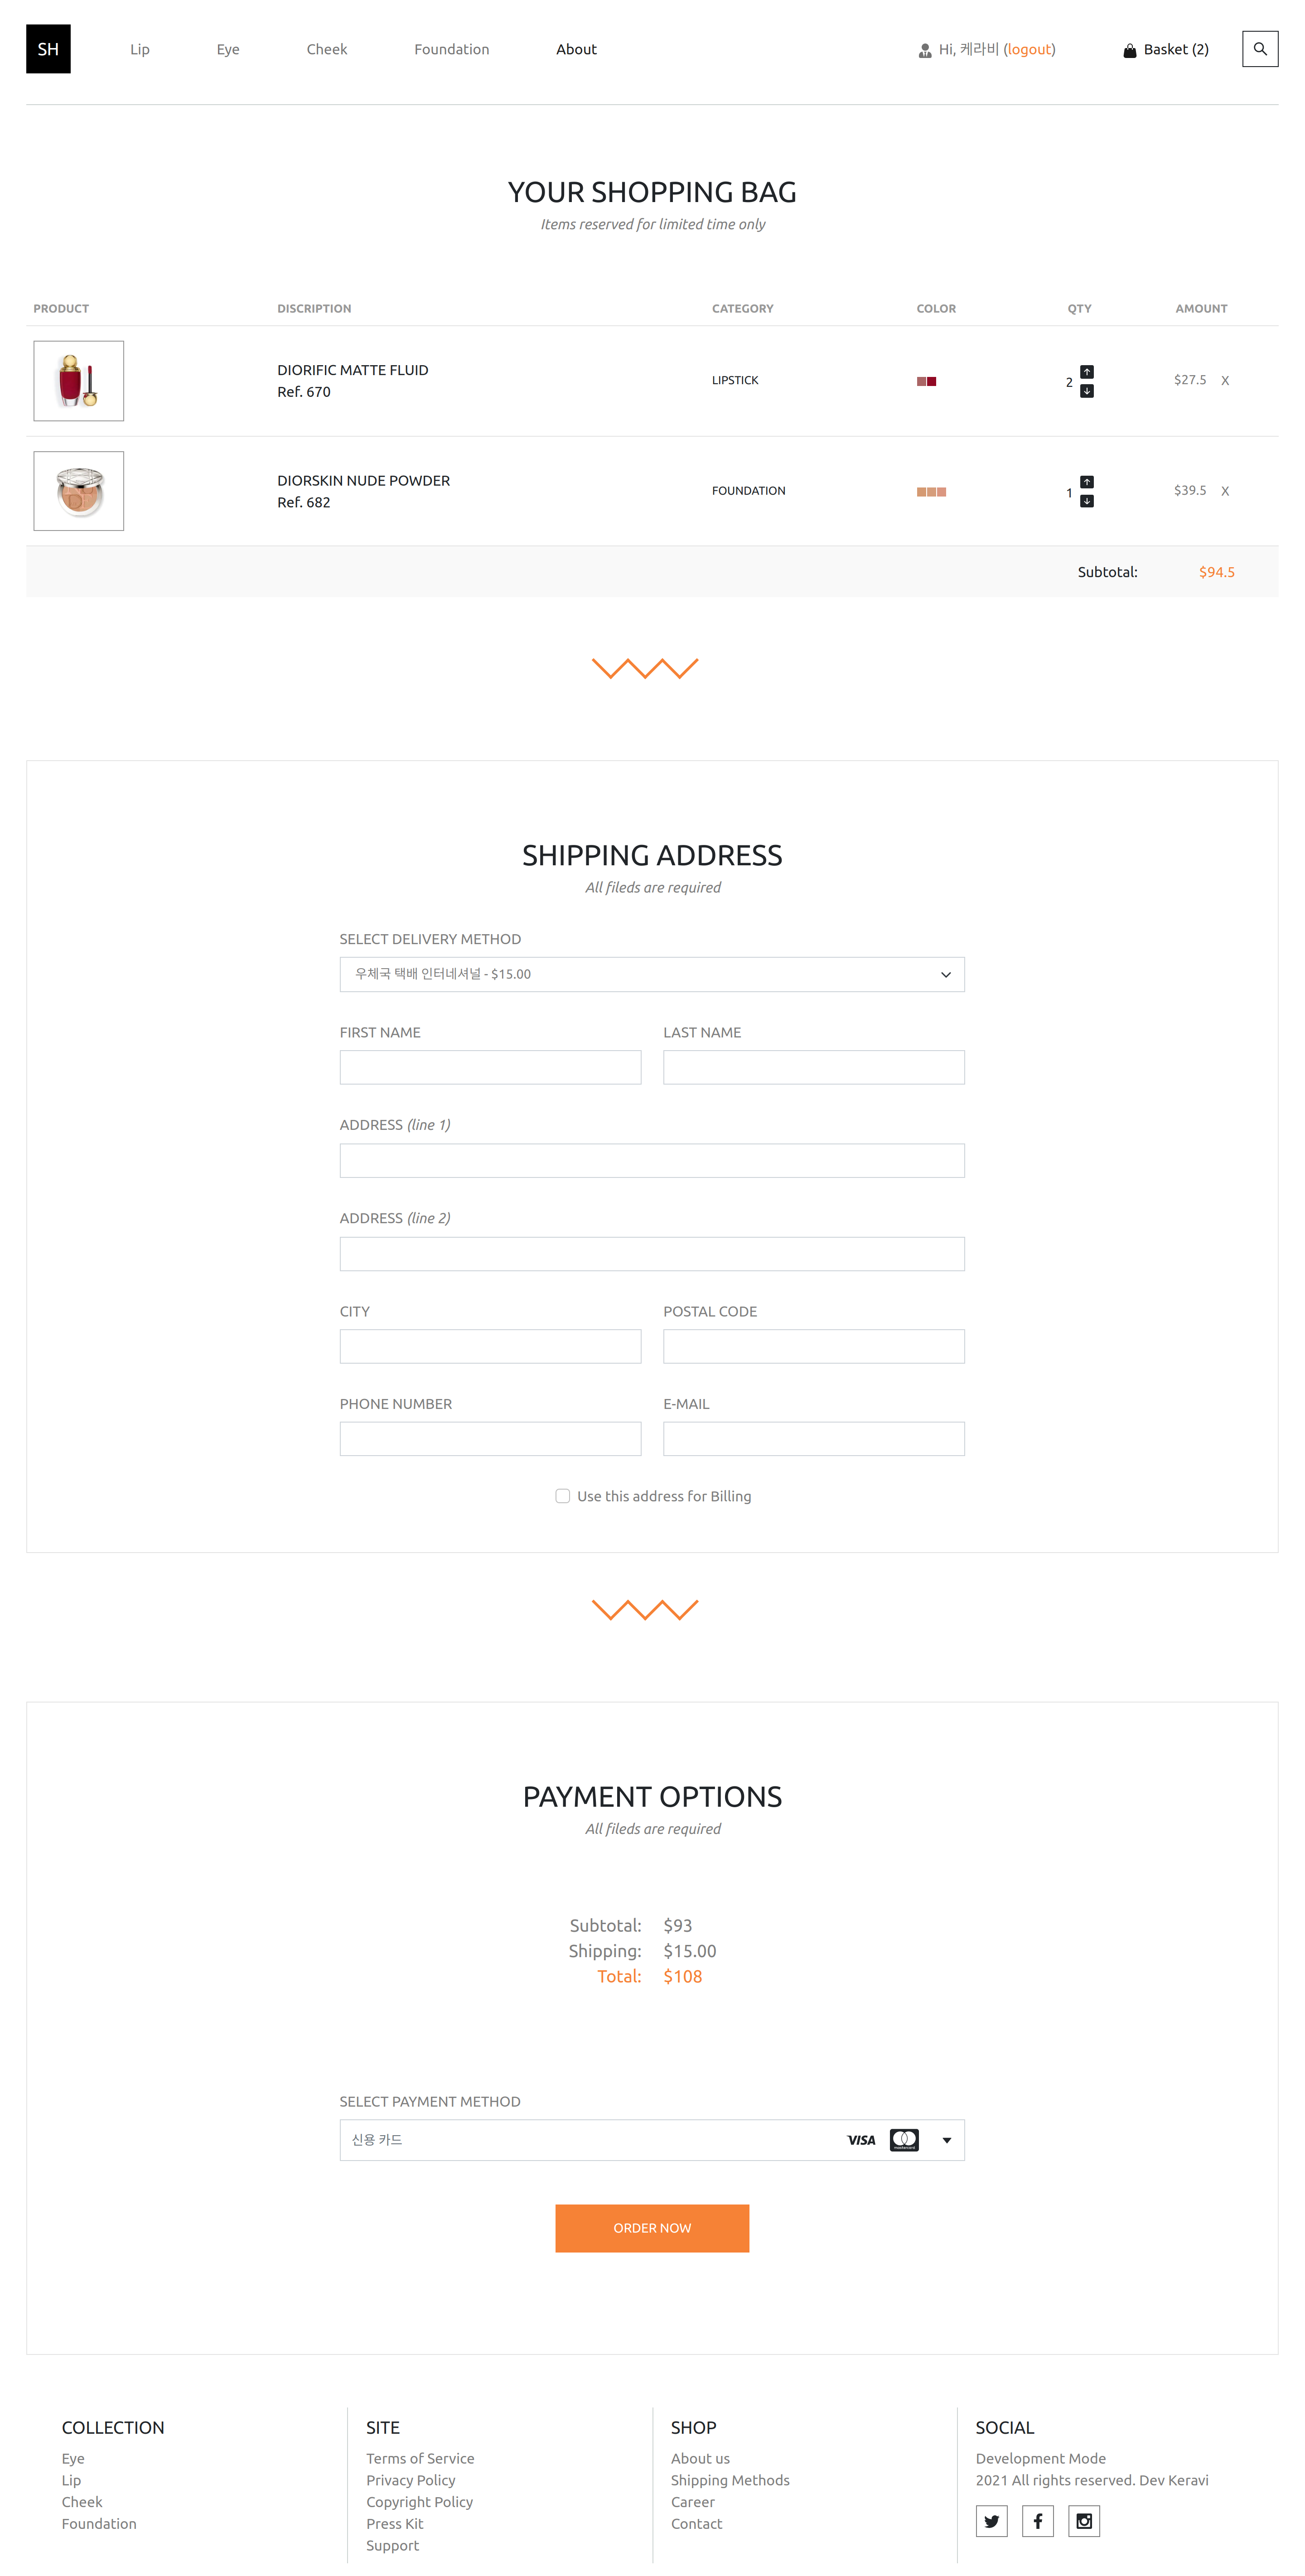 SH Lip Eye Cheek Foundation About Hi, 케라비 (logout) Basket (2)
YOUR SHOPPING BAG
Items reserved for limited time only
PRODUCT DISCRIPTION CATEGORY COLOR QTY AMOUNT
DIORIFIC MATTE FLUID
Ref. 670
LIPSTICK
2
$27.5 X
DIORSKIN NUDE POWDER
Ref. 682
FOUNDATION
1
$39.5 X
Subtotal: $94.5
SHIPPING ADDRESS
All fileds are required
SELECT DELIVERY METHOD
우체국 택배 인터네셔널 - $15.00
FIRST NAME LAST NAME
ADDRESS (line 1)
ADDRESS (line 2)
CITY POSTAL CODE
PHONE NUMBER E-MAIL
Use this address for Billing
PAYMENT OPTIONS
All fileds are required
Subtotal: $93
Shipping: $15.00
Total: $108
SELECT PAYMENT METHOD
신용 카드 VISA
ORDER NOW
COLLECTION
Eye
Lip
Cheek
Foundation
SITE
Terms of Service
Privacy Policy
Copyright Policy
Press Kit
Support
SHOP
About us
Shipping Methods
Career
Contact
SOCIAL
Development Mode
2021 All rights reserved. Dev Keravi